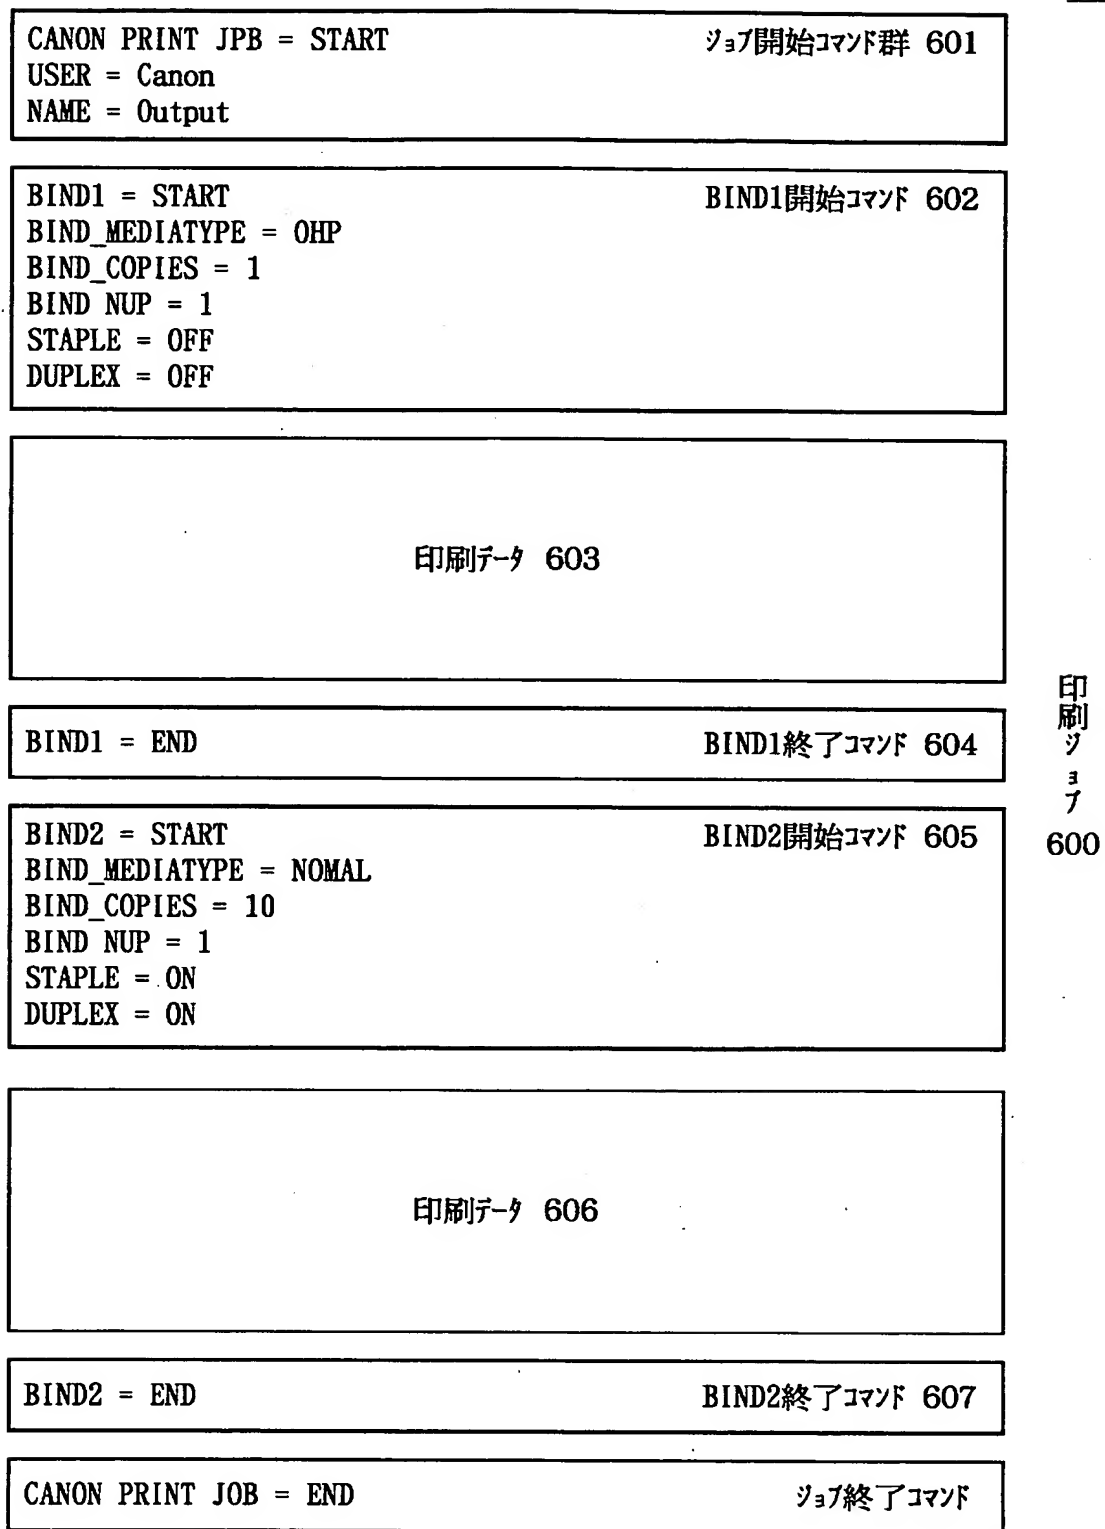 CANON PRINT JPB = START ジョブ開始コマンド群 601
USER = Canon
NAME = Output
BIND1 = START BIND1開始コマンド 602
BIND_MEDIATYPE = OHP
BIND_COPIES = 1
BIND NUP = 1
STAPLE = OFF
DUPLEX = OFF
印刷データ 603
BIND1 = END BIND1終了コマンド 604
BIND2 = START BIND2開始コマンド 605
BIND_MEDIATYPE = NOMAL
BIND_COPIES = 10
BIND NUP = 1
STAPLE = ON
DUPLEX = ON
印刷データ 606
BIND2 = END BIND2終了コマンド 607
CANON PRINT JOB = END ジョブ終了コマンド
印刷ジョブ
600